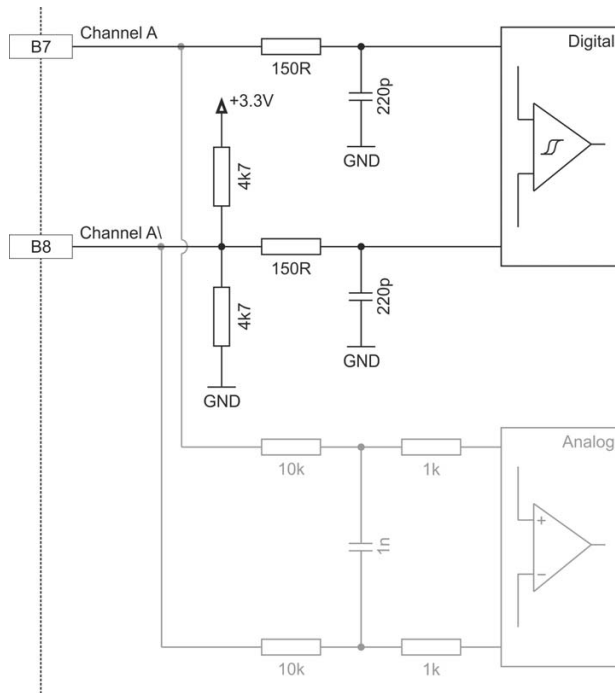 B7
Channel A
150R
220p
GND
Digital
+3.3V
4k7
B8
Channel A\
150R
220p
GND
4k7
GND
Analog
10k
1k
+
1n
−
10k
1k